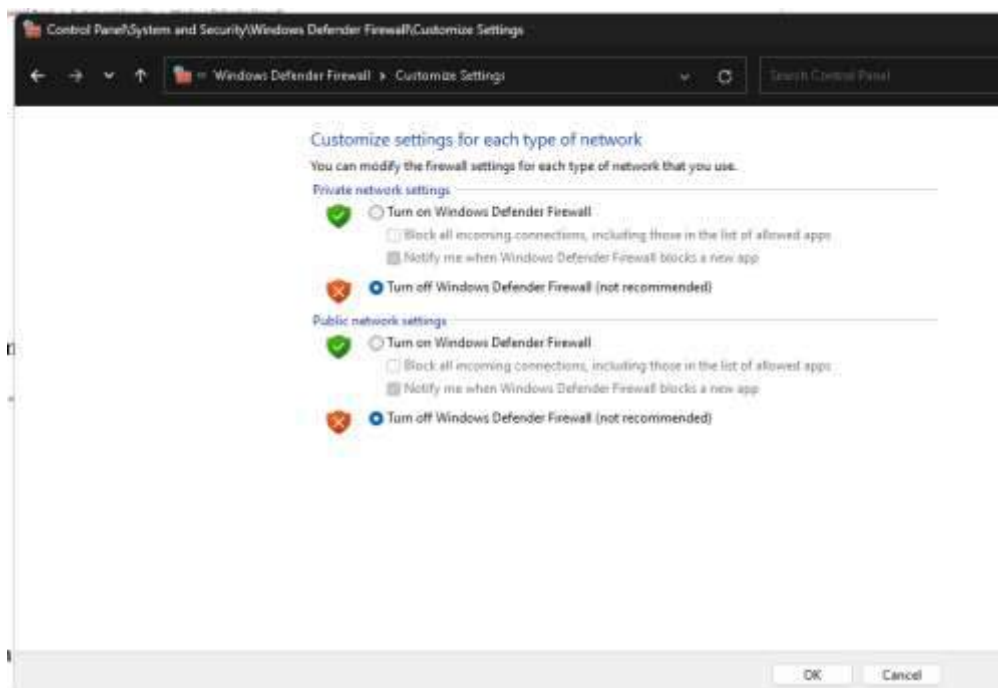 Control Panel\System and Security\Windows Defender Firewall\Customize Settings
Windows Defender Firewall Customize Settings
Search Control Panel
Customize settings for each type of network
You can modify the firewall settings for each type of network that you use.
Private network settings
Turn on Windows Defender Firewall
Block all incoming connections, including those in the list of allowed apps
Notify me when Windows Defender Firewall blocks a new app
Turn off Windows Defender Firewall (not recommended)
Public network settings
Turn on Windows Defender Firewall
Block all incoming connections, including those in the list of allowed apps
Notify me when Windows Defender Firewall blocks a new app
Turn off Windows Defender Firewall (not recommended)
OK Cancel